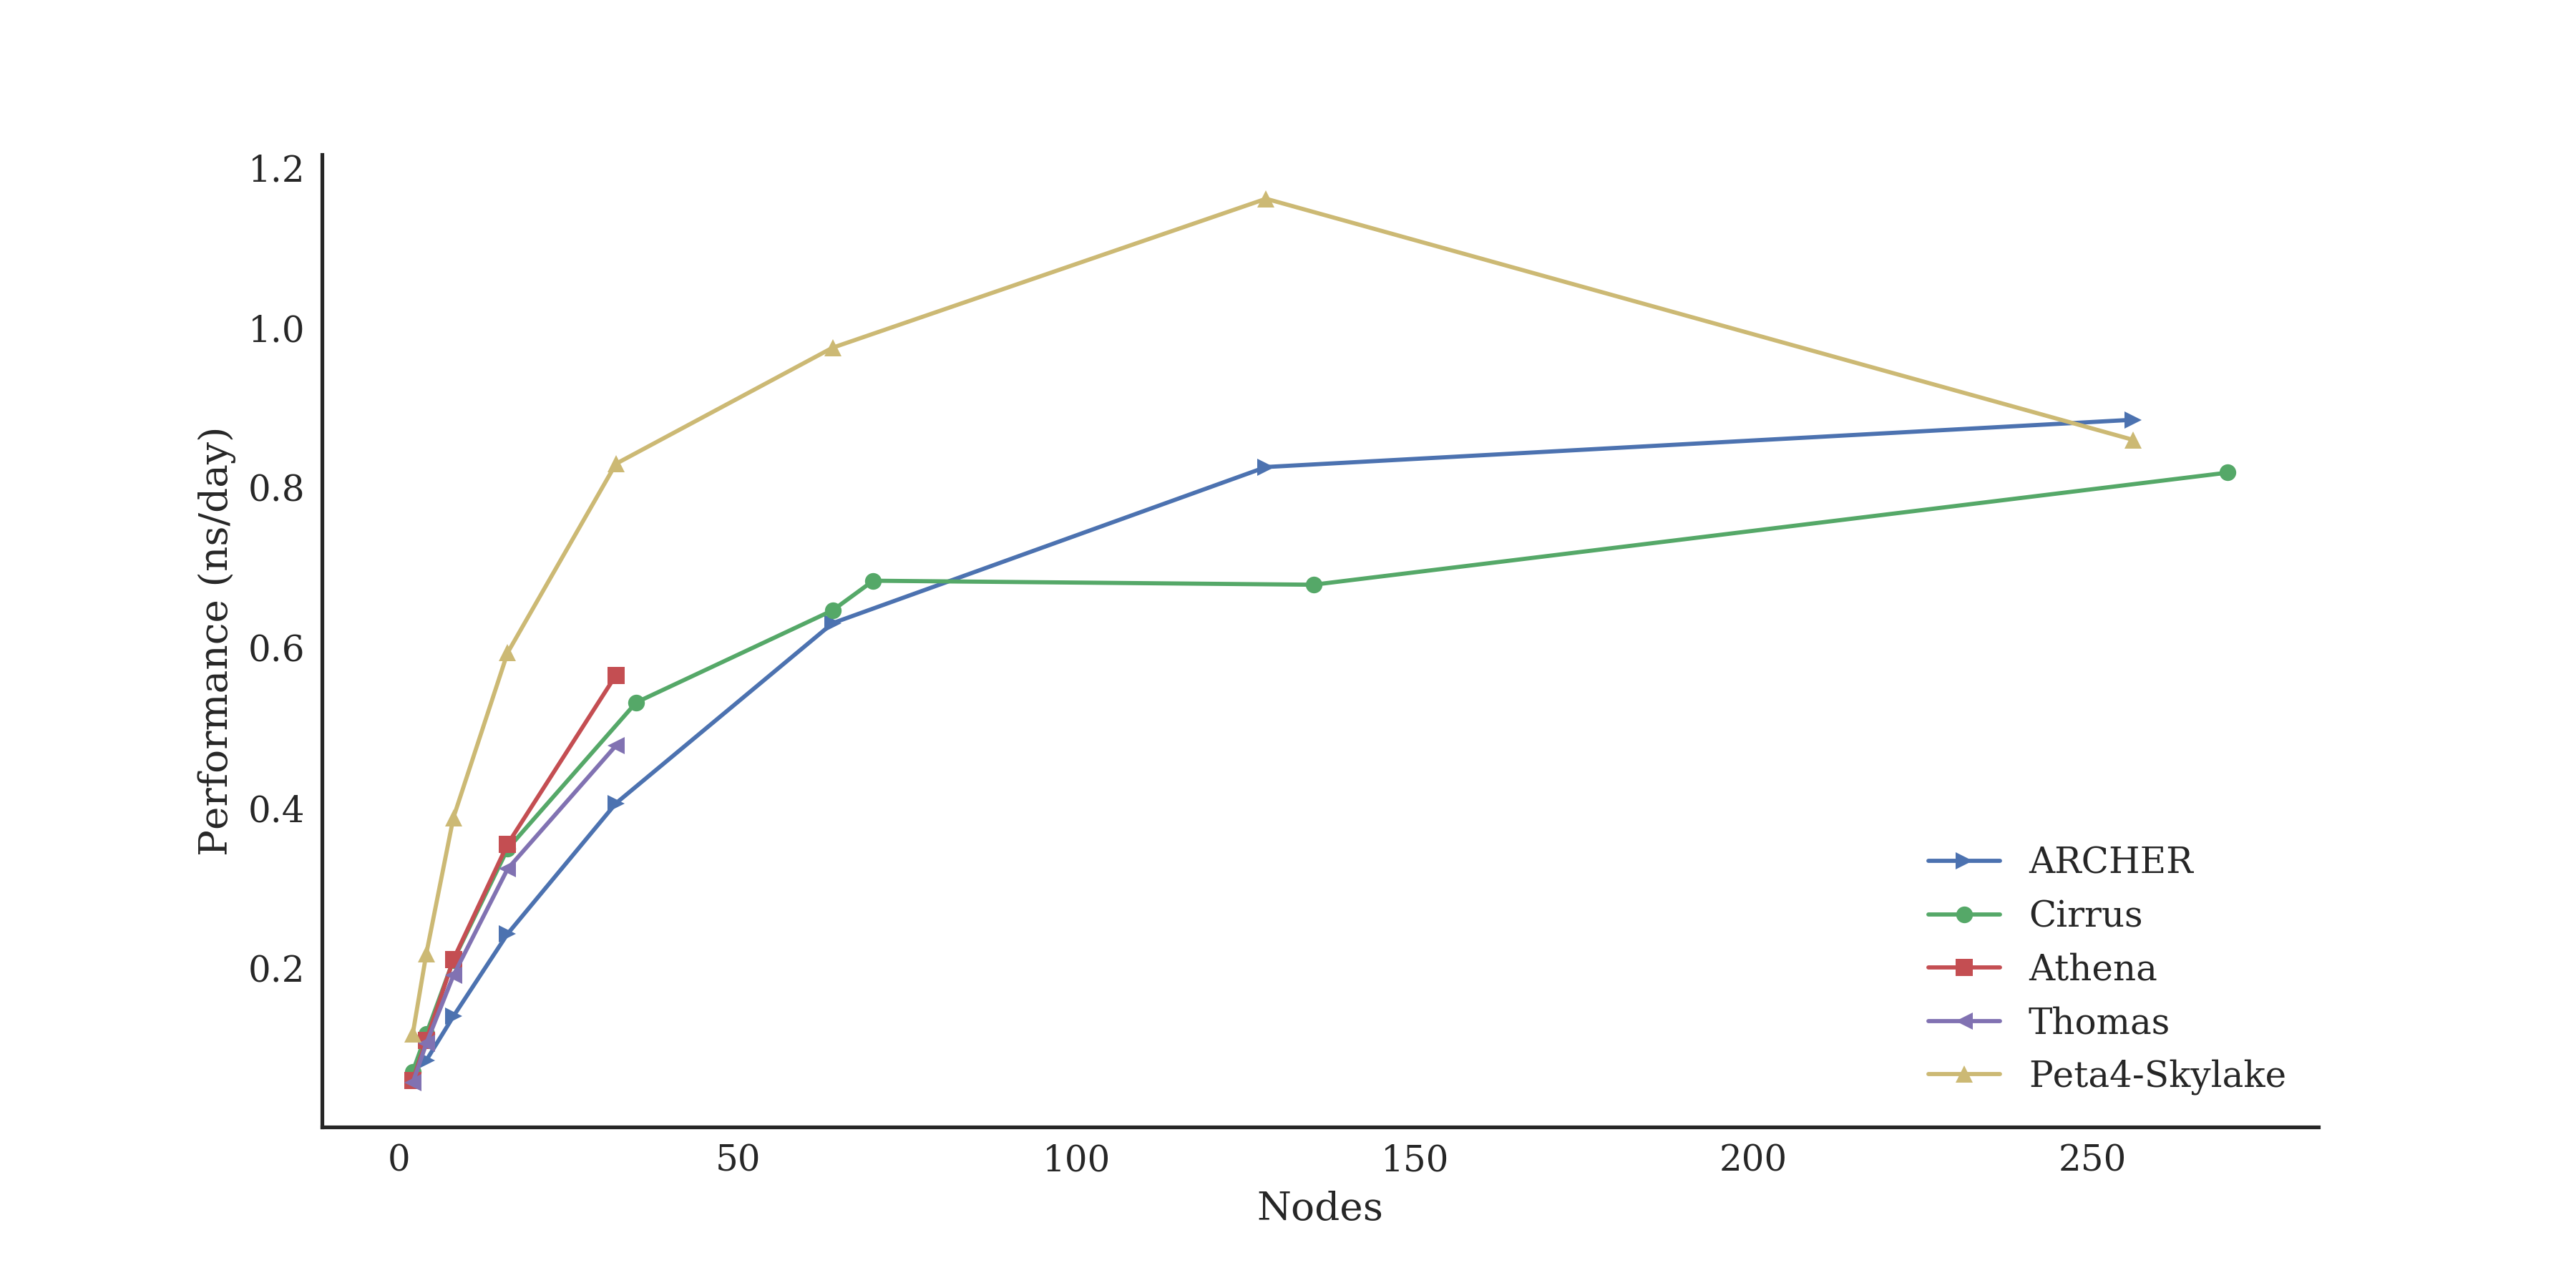 1.2
1.0
0.8
0.6
0.4
0.2
Performance (ns/day)
0 50 100 150 200 250
Nodes
ARCHER
Cirrus
Athena
Thomas
Peta4-Skylake